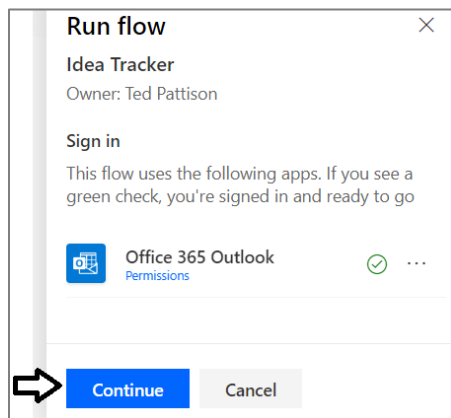 Run flow
Idea Tracker
Owner: Ted Pattison
Sign in
This flow uses the following apps. If you see a
green check, you're signed in and ready to go
Office 365 Outlook
Permissions
Continue
Cancel